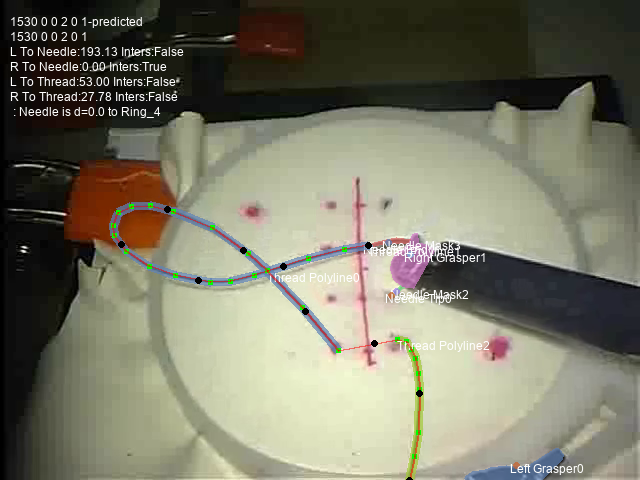 1530 0 0 2 0 1-predicted
1530 0 0 2 0 1
L To Needle:193.13 Inters:False
R To Needle:0.00 Inters:True
L To Thread:53.00 Inters:False
R To Thread:27.78 Inters:False
: Needle is d=0.0 to Ring_4
Needle Mask3
Thread Polyline1
Right Grasper1
Thread Polyline0
Needle Mask2
Needle Tip0
Thread Polyline2
Left Grasper0